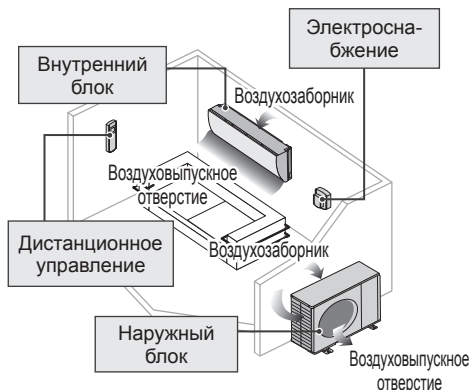 Электросна-
бжение
Внутренний
блок
Воздухозаборник
Воздуховыпускное
отверстие
Дистанционное
управление
Воздухозаборник
Наружный
блок
Воздуховыпускное
отверстие